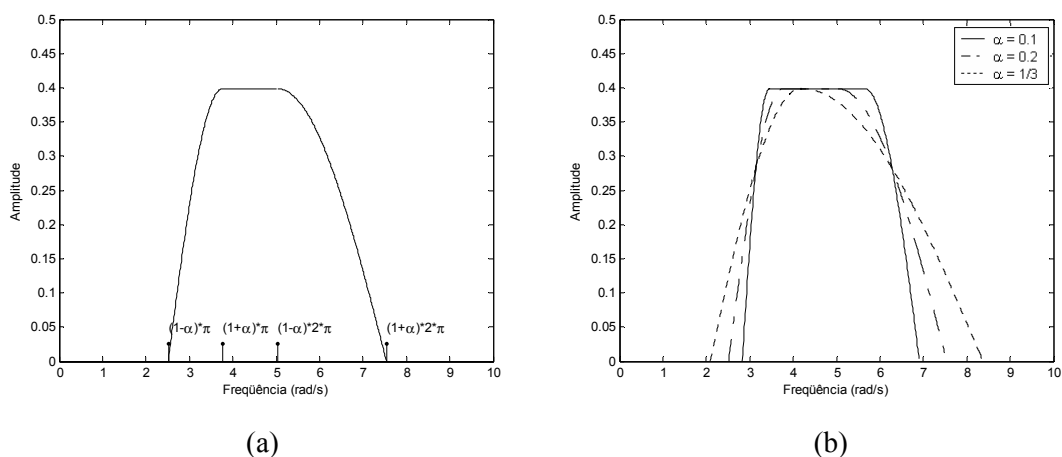 0.5
0.45
0.4
0.35
0.3
0.25
0.2
0.15
0.1
0.05
0
Amplitude
(1-α)*π (1+α)*π (1-α)*2*π (1+α)*2*π
0 1 2 3 4 5 6 7 8 9 10
Freqüência (rad/s)
(a)
0.5
0.45
0.4
0.35
0.3
0.25
0.2
0.15
0.1
0.05
0
Amplitude
α = 0.1
α = 0.2
α = 1/3
0 1 2 3 4 5 6 7 8 9 10
Freqüência (rad/s)
(b)